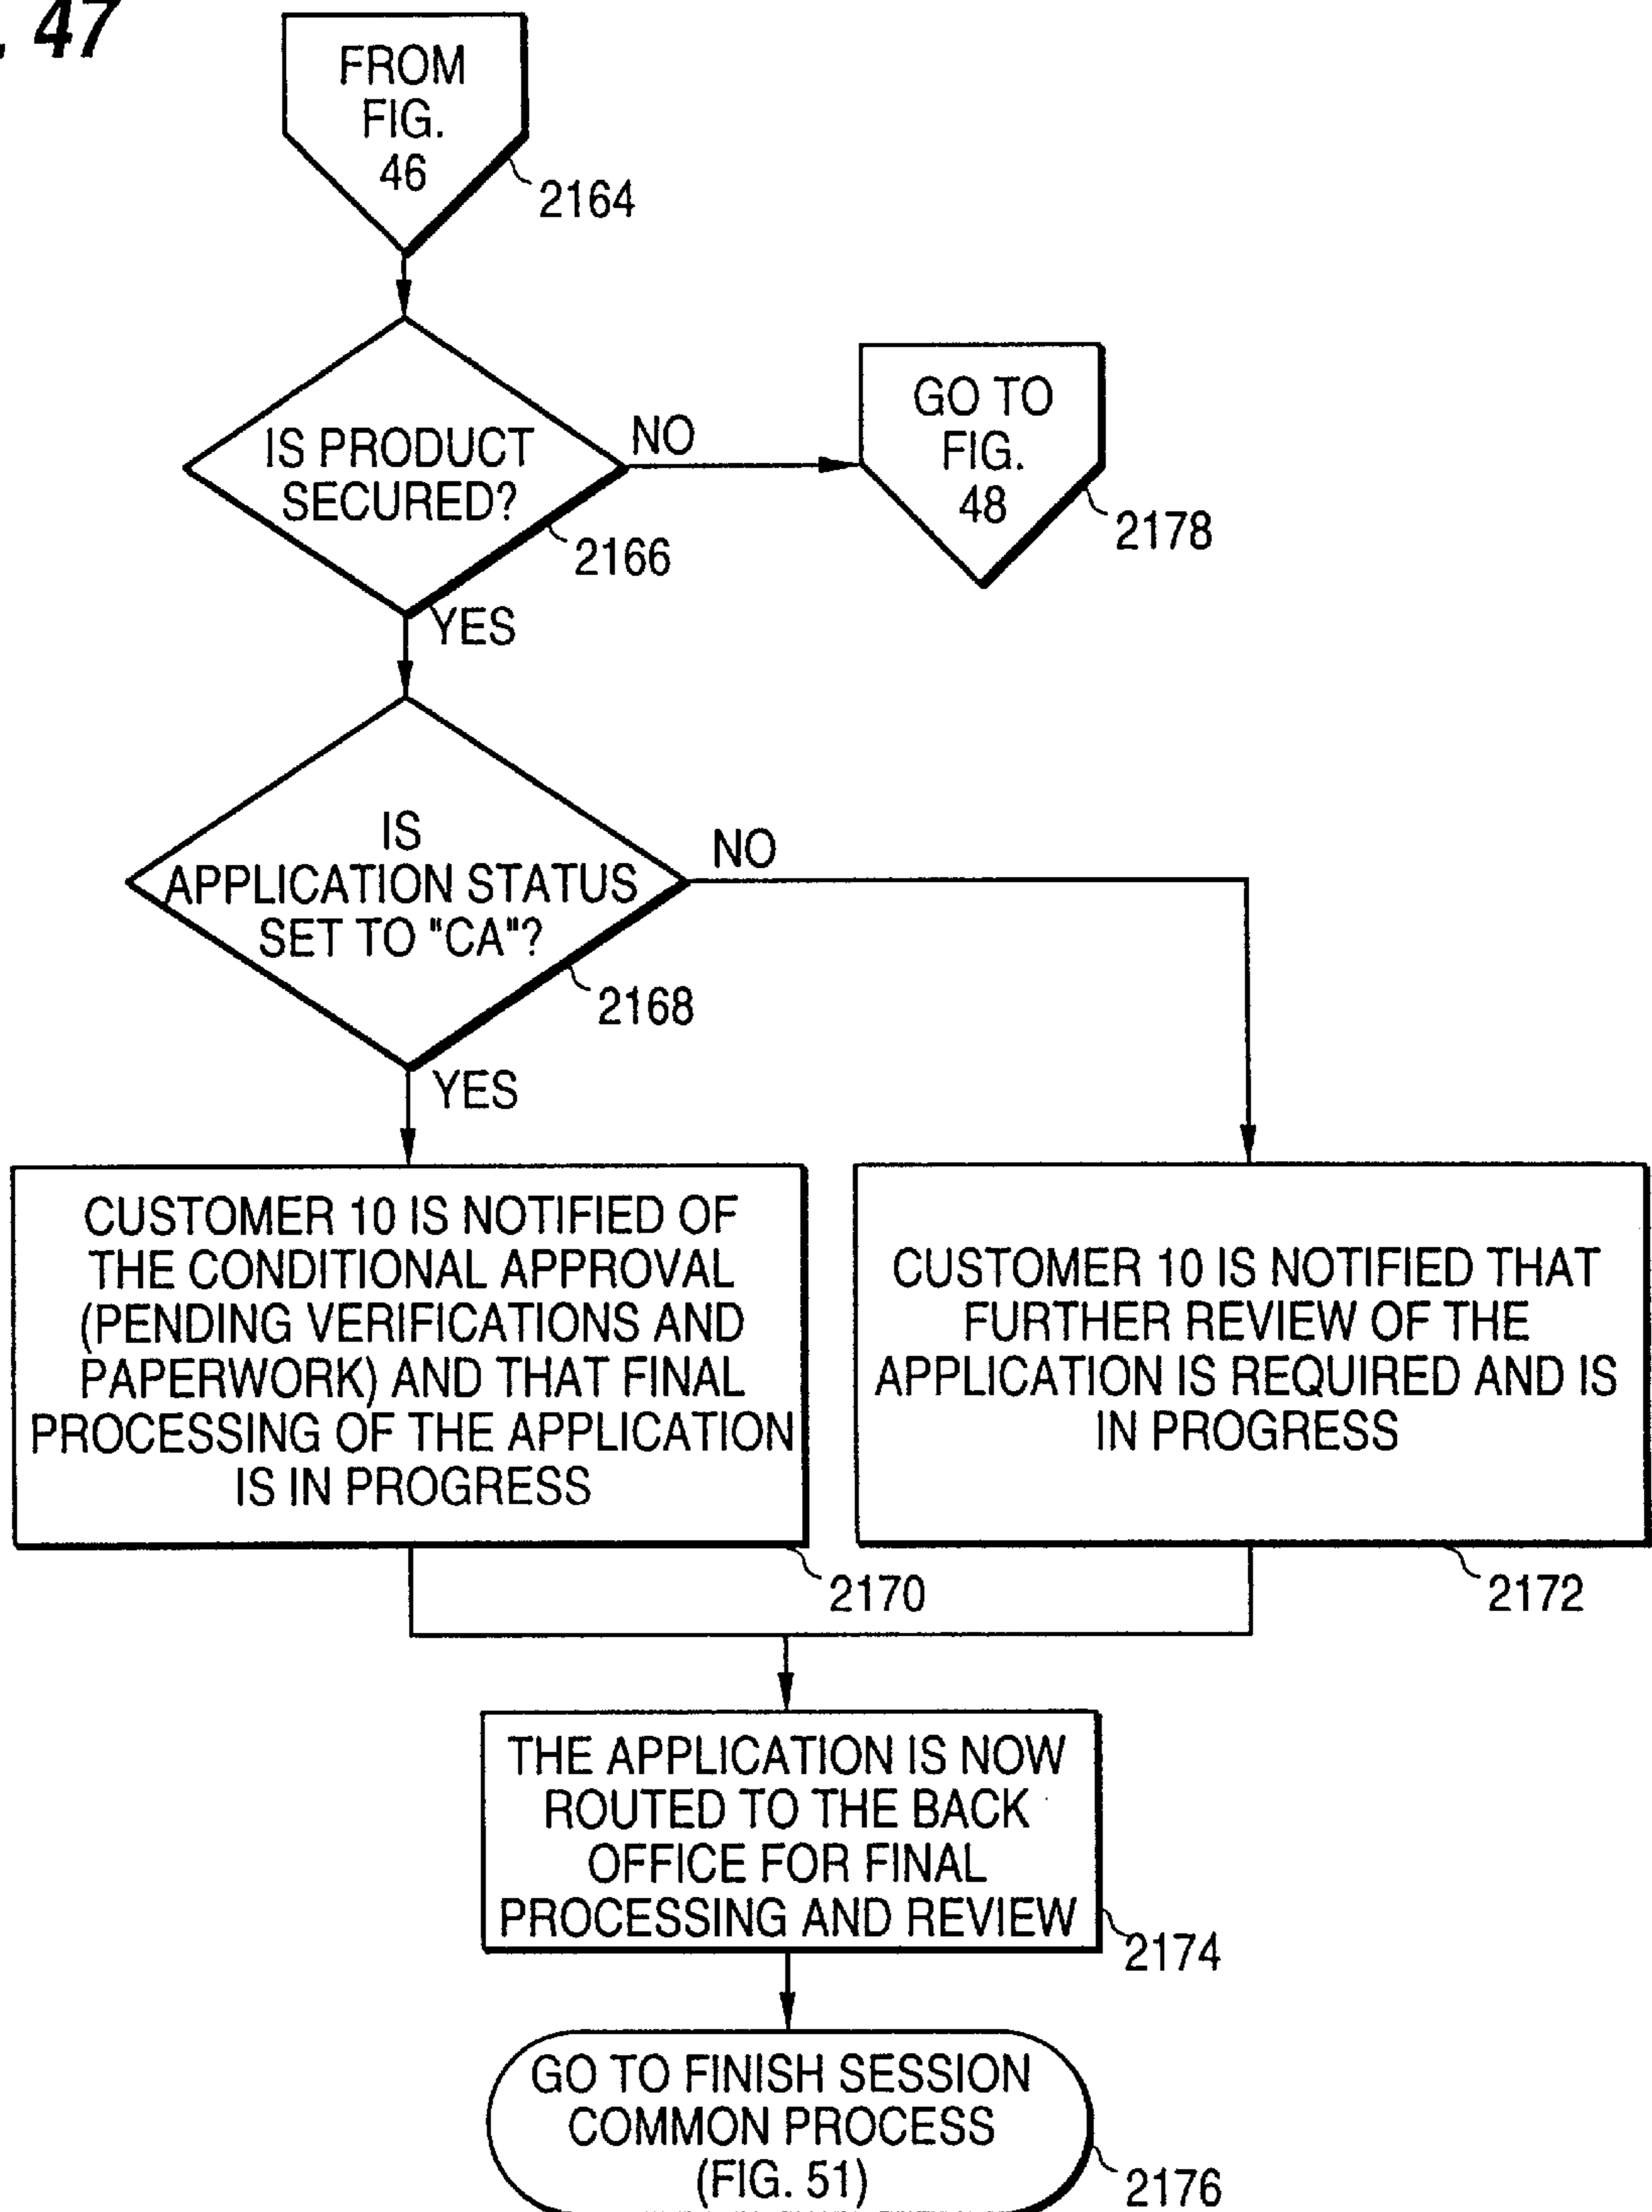 . 47
FROM
FIG.
46
2164
IS PRODUCT
SECURED?
NO
2166
GO TO
FIG.
48
2178
YES
IS
APPLICATION STATUS
SET TO "CA"?
NO
2168
YES
CUSTOMER 10 IS NOTIFIED OF
THE CONDITIONAL APPROVAL
(PENDING VERIFICATIONS AND
PAPERWORK) AND THAT FINAL
PROCESSING OF THE APPLICATION
IS IN PROGRESS
2170
CUSTOMER 10 IS NOTIFIED THAT
FURTHER REVIEW OF THE
APPLICATION IS REQUIRED AND IS
IN PROGRESS
2172
THE APPLICATION IS NOW
ROUTED TO THE BACK
OFFICE FOR FINAL
PROCESSING AND REVIEW
2174
GO TO FINISH SESSION
COMMON PROCESS
(FIG. 51)
2176